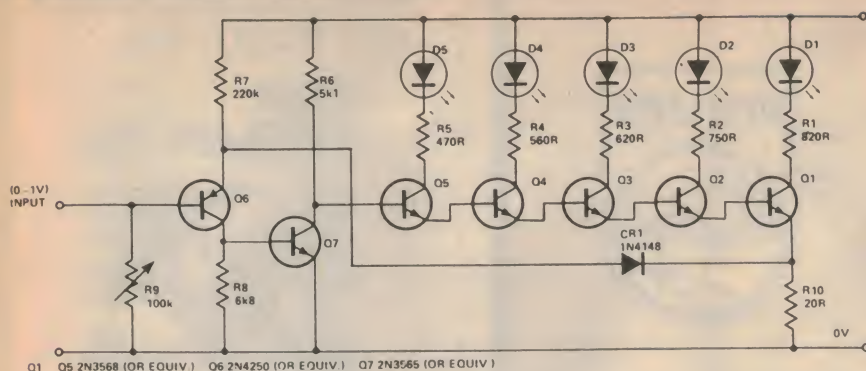 D5
D4
D3
D2
D1
R7
220k
R6
5k1
R5
470R
R4
560R
R3
620R
R2
750R
R1
820R
(0-1V)
INPUT
Q6
Q5
Q4
Q3
Q2
Q1
Q7
CR1
1N4148
R9
100k
R8
6k8
R10
20R
0V
Q1 Q5 2N3568 (OR EQUIV.) Q6 2N4250 (OR EQUIV.) Q7 2N3565 (OR EQUIV)